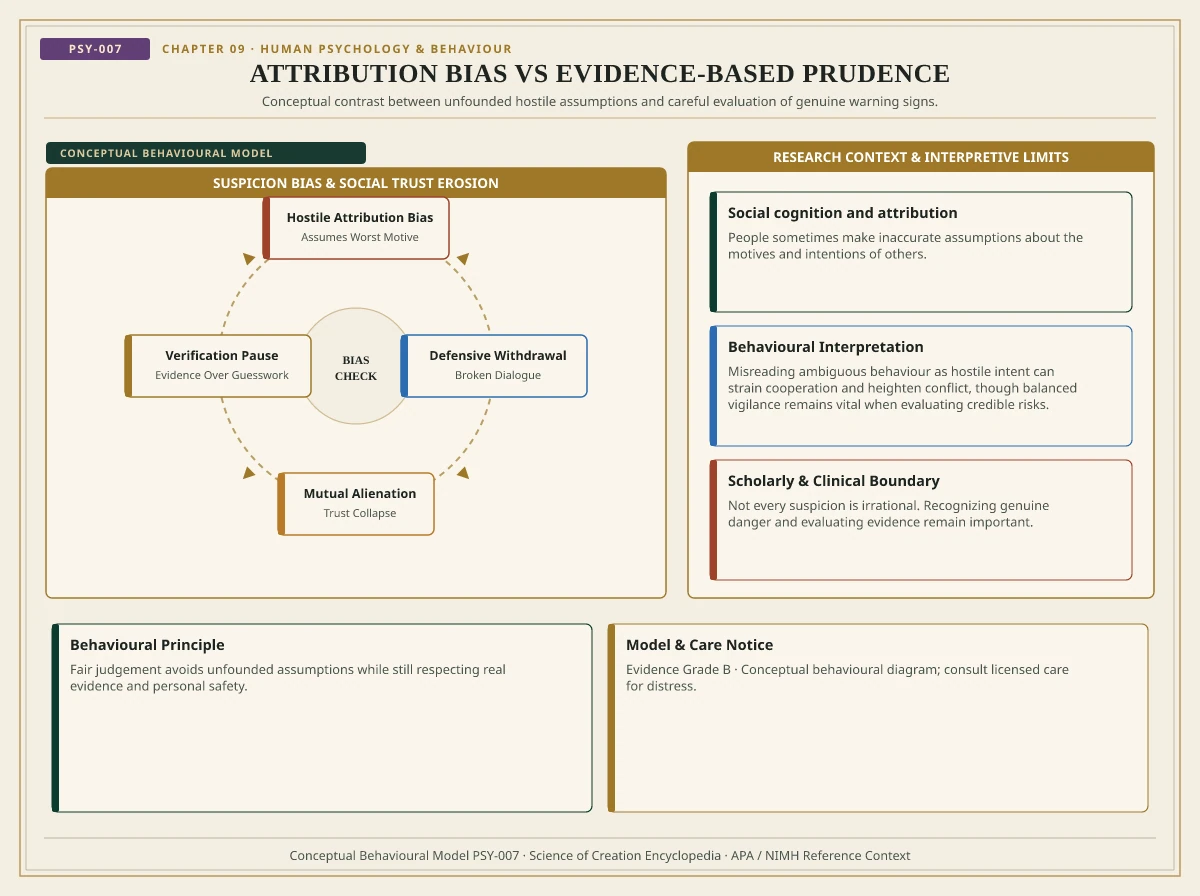 PSY-007
CHAPTER 09 · HUMAN PSYCHOLOGY & BEHAVIOUR
ATTRIBUTION BIAS VS EVIDENCE-BASED PRUDENCE
Conceptual contrast between unfounded hostile assumptions and careful evaluation of genuine warning signs.
CONCEPTUAL BEHAVIOURAL MODEL
SUSPICION BIAS & SOCIAL TRUST EROSION
Hostile Attribution Bias
Assumes Worst Motive
Verification Pause
Evidence Over Guesswork
BIAS
CHECK
Defensive Withdrawal
Broken Dialogue
Mutual Alienation
Trust Collapse
RESEARCH CONTEXT & INTERPRETIVE LIMITS
Social cognition and attribution
People sometimes make inaccurate assumptions about the
motives and intentions of others.
Behavioural Interpretation
Misreading ambiguous behaviour as hostile intent can
strain cooperation and heighten conflict, though balanced
vigilance remains vital when evaluating credible risks.
Scholarly & Clinical Boundary
Not every suspicion is irrational. Recognizing genuine
danger and evaluating evidence remain important.
Behavioural Principle
Fair judgement avoids unfounded assumptions while still respecting real
evidence and personal safety.
Model & Care Notice
Evidence Grade B · Conceptual behavioural diagram; consult licensed care
for distress.
Conceptual Behavioural Model PSY-007 · Science of Creation Encyclopedia · APA / NIMH Reference Context